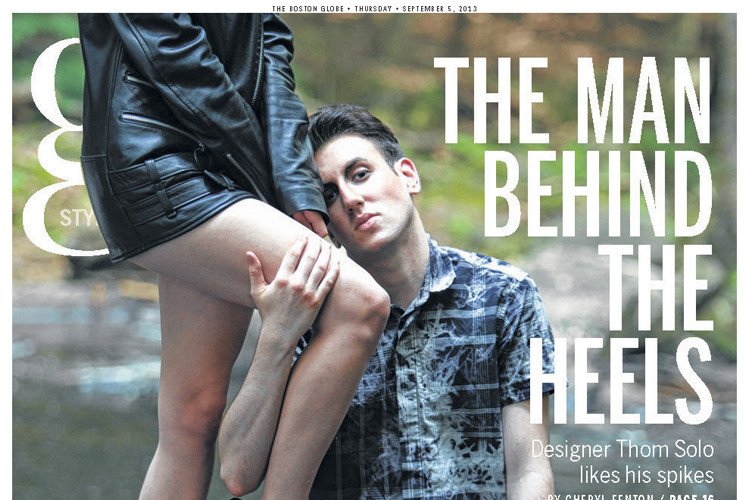 THE BOSTON GLOBE • THURSDAY • SEPTEMBER 5, 2013
&
STY
THE MAN
BEHIND
THE
HEELS
Designer Thom Solo
likes his spikes
BY CHERYL FENTON / PAGE 16